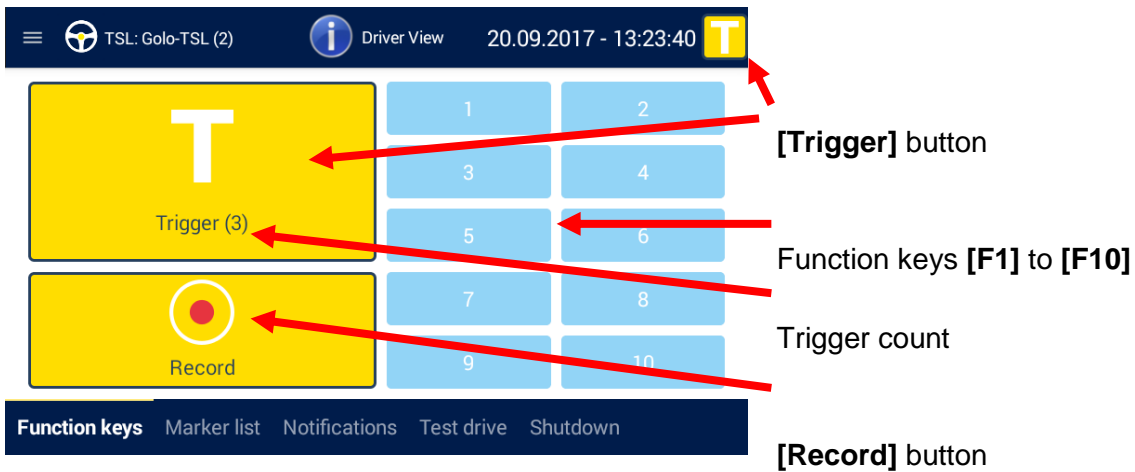 TSL: Golo-TSL (2) i Driver View 20.09.2017 - 13:23:40 T
T
Trigger (3)
1 2
3 4
5 6
7 8
9 10
Record
Function keys Marker list Notifications Test drive Shutdown
[Trigger] button
Function keys [F1] to [F10]
Trigger count
[Record] button